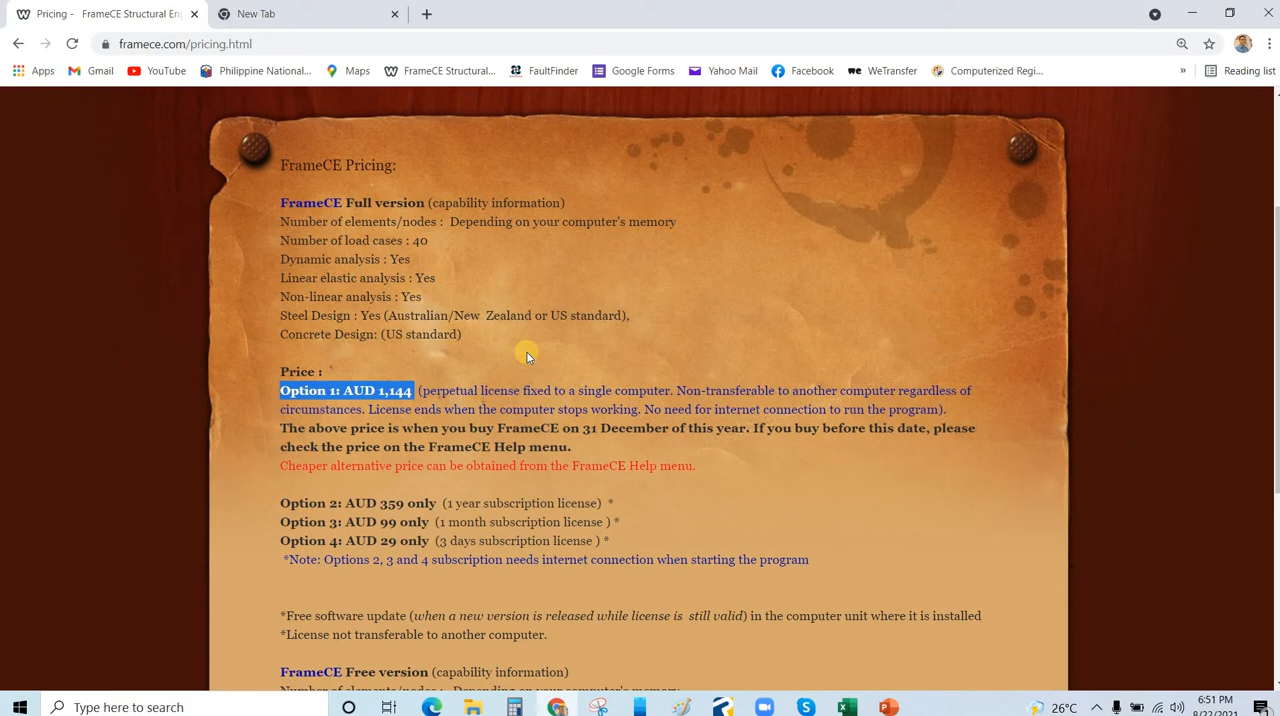 Pricing -   FrameCE Structural En
New Tab
framece.com/pricing.html
Apps
Gmail
YouTube
Philippine National...
Maps
FrameCE Structural...
FaultFinder
Google Forms
Yahoo Mail
Facebook
WeTransfer
Computerized Regi...
»
Reading list
FrameCE Pricing:
FrameCE Full version (capability information)
Number of elements/nodes :  Depending on your computer's memory
Number of load cases : 40
Dynamic analysis : Yes
Linear elastic analysis : Yes
Non-linear analysis : Yes
Steel Design : Yes (Australian/New  Zealand or US standard),
Concrete Design: (US standard)
Price :
Option 1: AUD 1,144 (perpetual license fixed to a single computer. Non-transferable to another computer regardless of
circumstances. License ends when the computer stops working. No need for internet connection to run the program).
The above price is when you buy FrameCE on 31 December of this year. If you buy before this date, please
check the price on the FrameCE Help menu.
Cheaper alternative price can be obtained from the FrameCE Help menu.
Option 2: AUD 359 only  (1 year subscription license)  *
Option 3: AUD 99 only  (1 month subscription license ) *
Option 4: AUD 29 only  (3 days subscription license ) *
*Note: Options 2, 3 and 4 subscription needs internet connection when starting the program
*Free software update (when a new version is released while license is  still valid) in the computer unit where it is installed
*License not transferable to another computer.
FrameCE Free version (capability information)
Number of elements/nodes :  Depending on your computer's memory
Type here to search
26°C
6:51 PM
8/22/2021